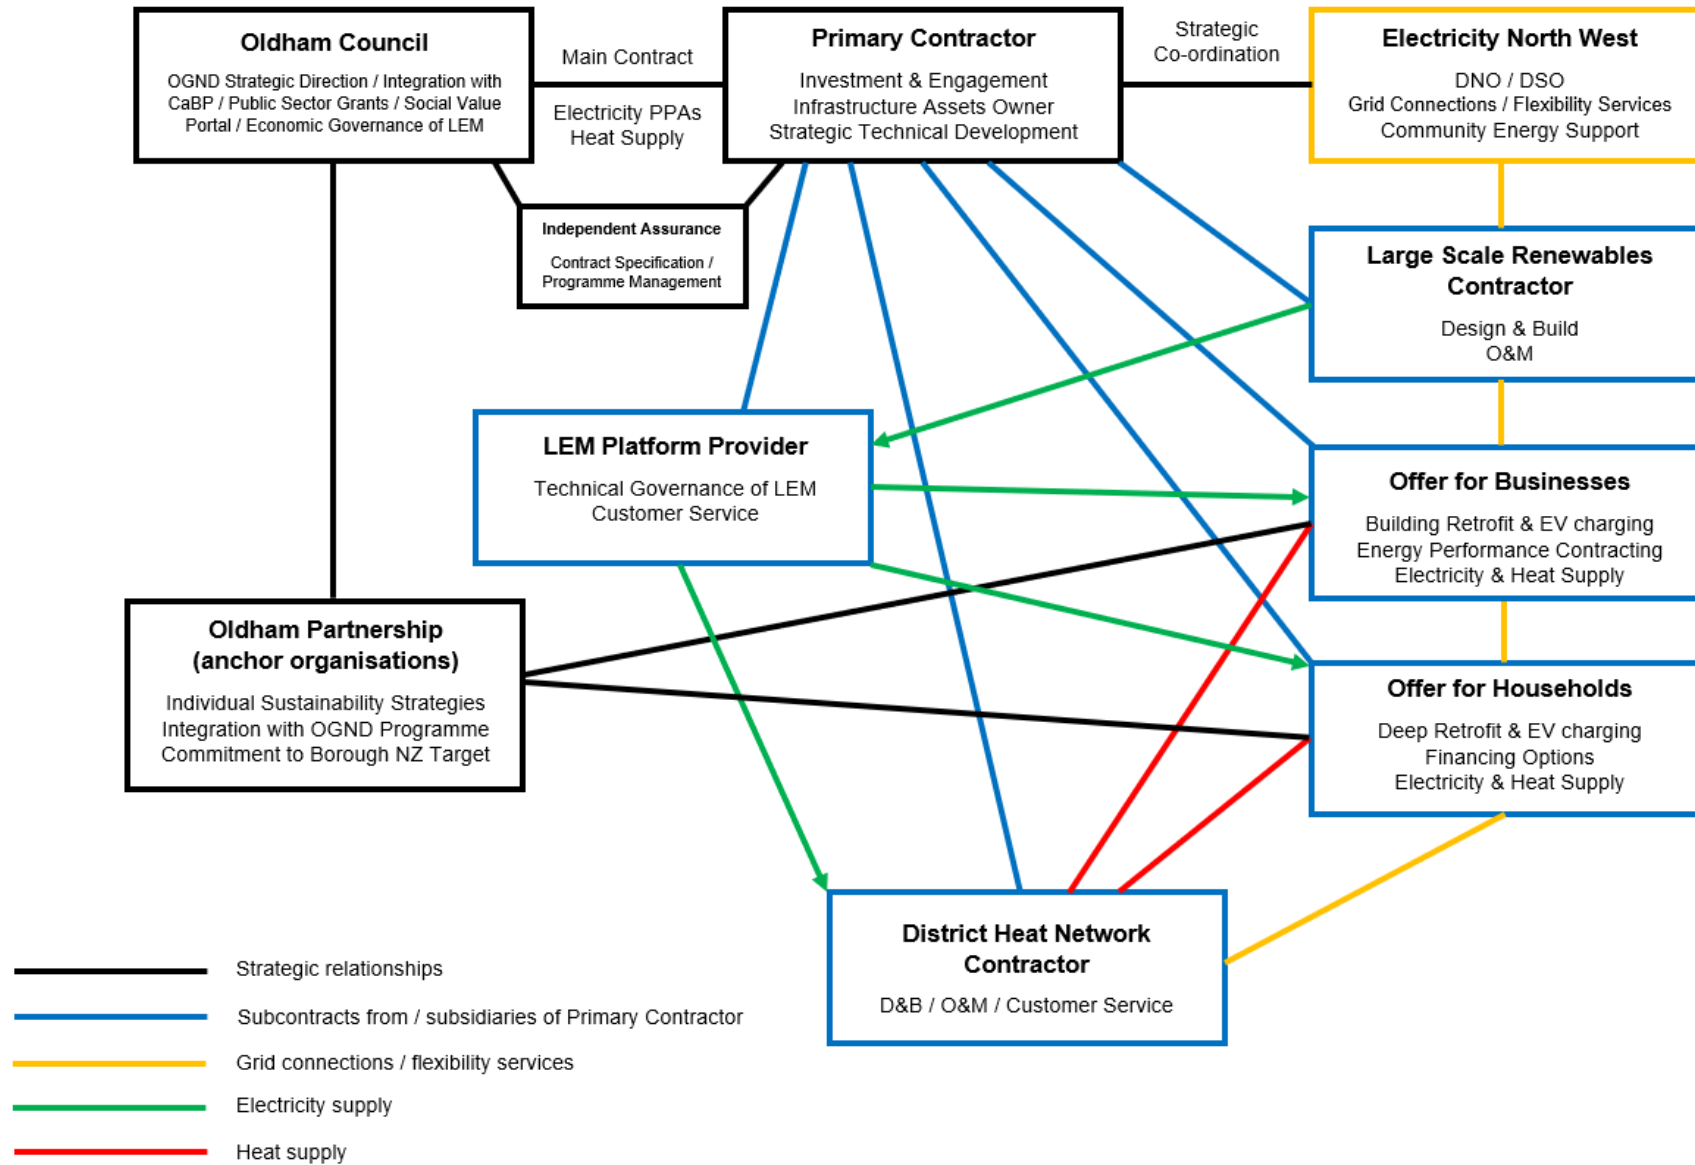 Oldham Council
OGND Strategic Direction / Integration with
CaBP / Public Sector Grants / Social Value
Portal / Economic Governance of LEM
Main Contract
Electricity PPAs
Heat Supply
Primary Contractor
Investment & Engagement
Infrastructure Assets Owner
Strategic Technical Development
Strategic
Co-ordination
Electricity North West
DNO / DSO
Grid Connections / Flexibility Services
Community Energy Support
Independent Assurance
Contract Specification /
Programme Management
Large Scale Renewables
Contractor
Design & Build
O&M
LEM Platform Provider
Technical Governance of LEM
Customer Service
Offer for Businesses
Building Retrofit & EV charging
Energy Performance Contracting
Electricity & Heat Supply
Oldham Partnership
(anchor organisations)
Individual Sustainability Strategies
Integration with OGND Programme
Commitment to Borough NZ Target
Offer for Households
Deep Retrofit & EV charging
Financing Options
Electricity & Heat Supply
District Heat Network
Contractor
D&B / O&M / Customer Service
Strategic relationships
Subcontracts from / subsidiaries of Primary Contractor
Grid connections / flexibility services
Electricity supply
Heat supply